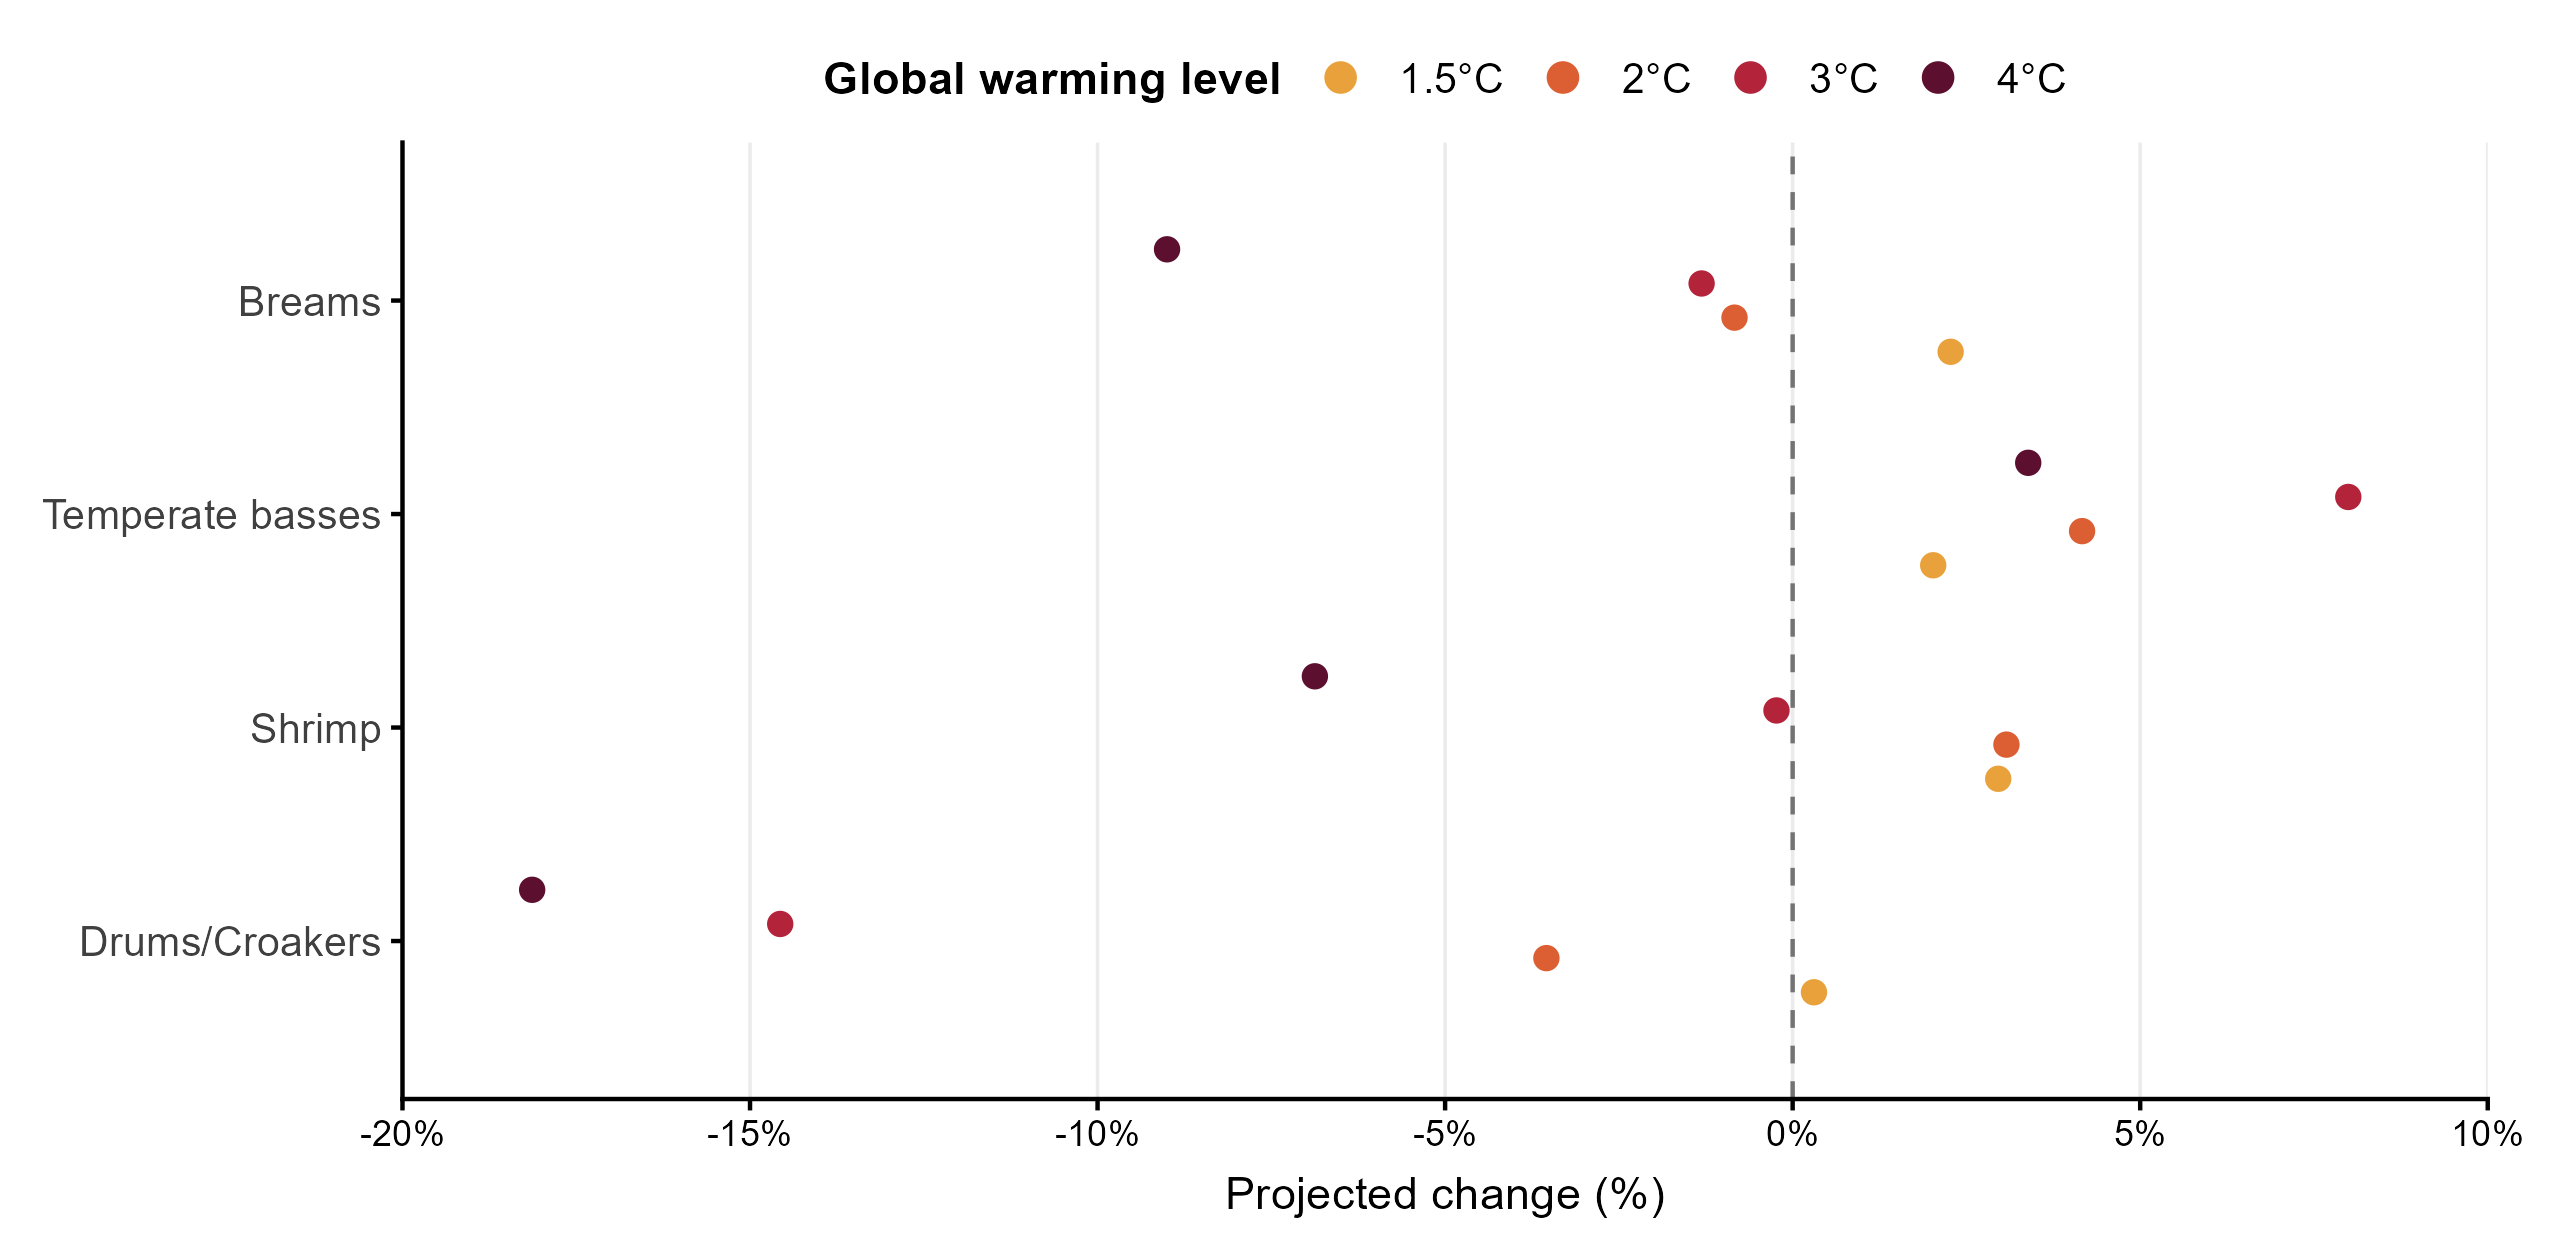 Global warming level 1.5°C 2°C 3°C 4°C
Breams
Temperate basses
Shrimp
Drums/Croakers
-20% -15% -10% -5% 0% 5% 10%
Projected change (%)